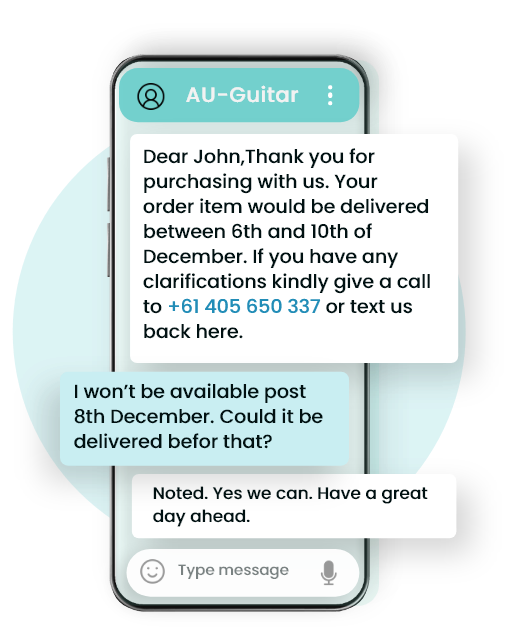 AU-Guitar
Dear John,Thank you for
purchasing with us. Your
order item would be delivered
between 6th and 10th of
December. If you have any
clarifications kindly give a call
to +61 405 650 337 or text us
back here.
I won't be available post
8th December. Could it be
delivered befor that?
Noted. Yes we can. Have a great
day ahead.
Type message